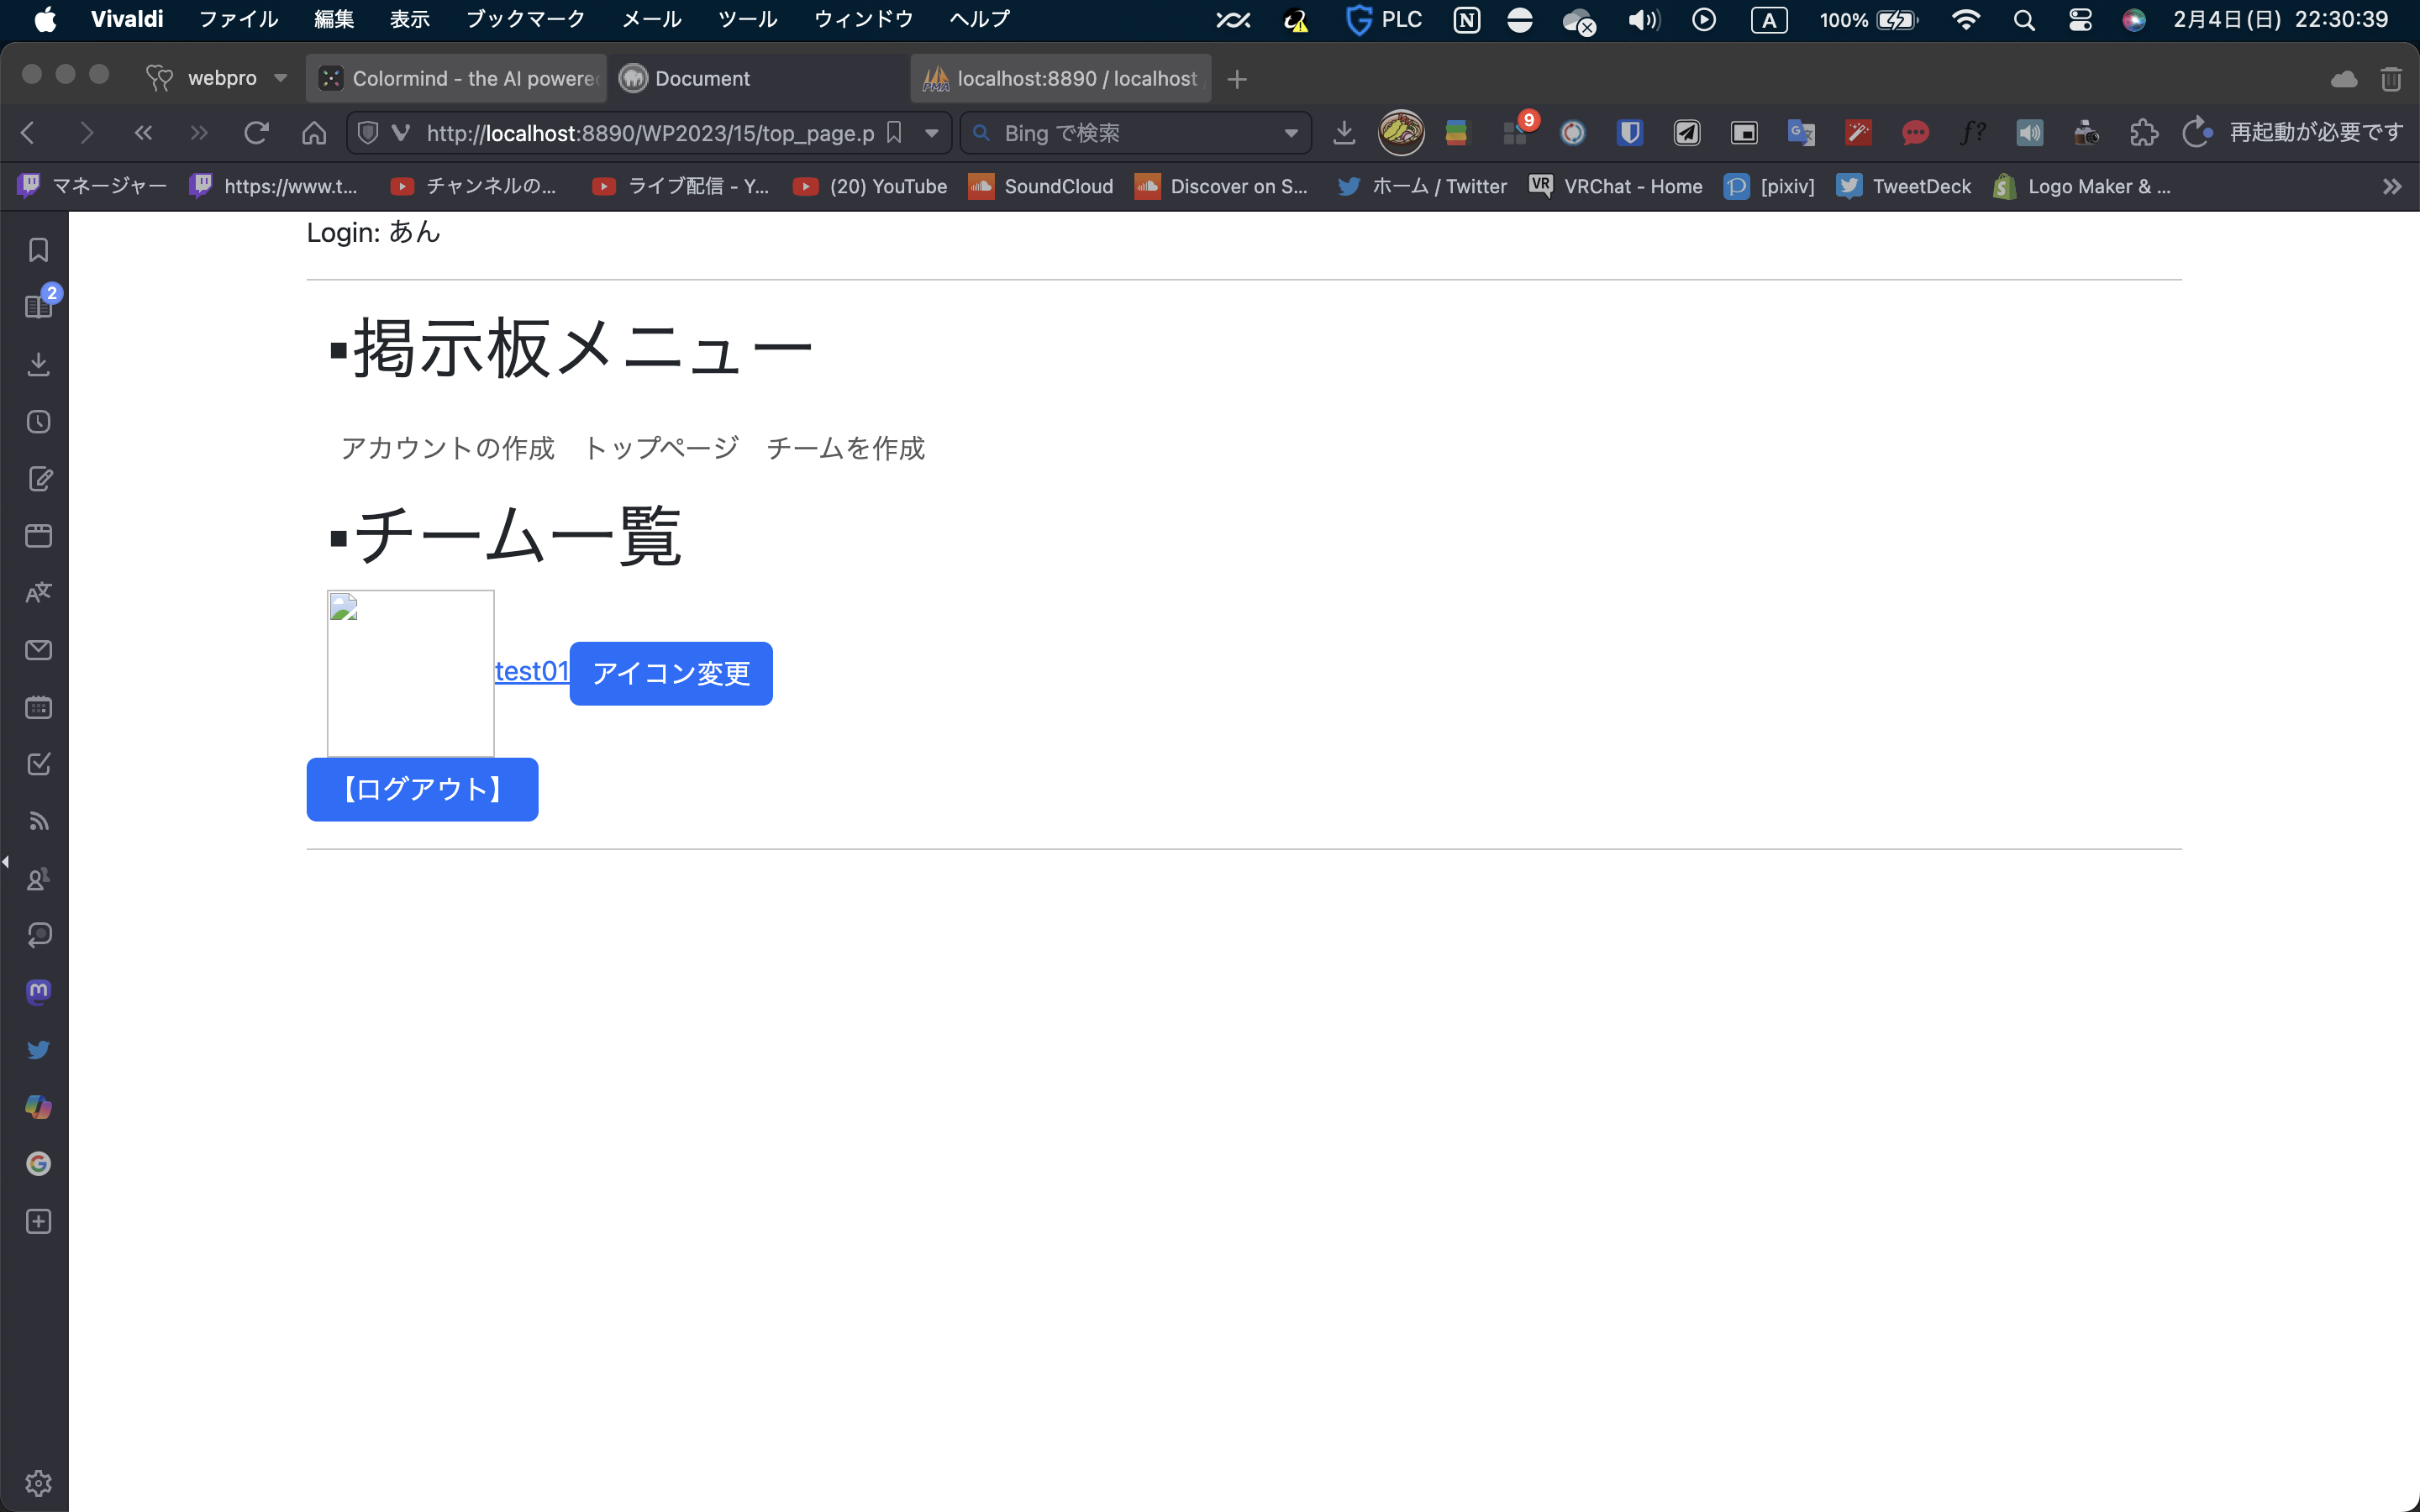 Vivaldi ファイル 編集 表示 ブックマーク メール ツール ウィンドウ ヘルプ PLC A 100% 2月4日(日) 22:30:39
webpro Colormind - the AI powere Document localhost:8890 / localhost
http://localhost:8890/WP2023/15/top_page.p Bing で検索 9 再起動が必要です
マネージャー https://www.t... チャンネルの... ライブ配信 - Y... (20) YouTube SoundCloud Discover on S... ホーム / Twitter VRChat - Home [pixiv] TweetDeck Logo Maker & ...
Login: あん
2
▪掲示板メニュー
アカウントの作成 トップページ チームを作成
▪チーム一覧
test01 アイコン変更
【ログアウト】